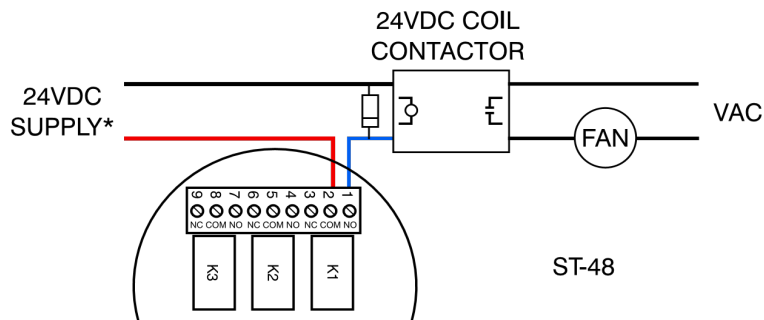 24VDC COIL
CONTACTOR
24VDC
SUPPLY*
VAC
FAN
9 8 7 6 5 4 3 2 1
NC COM NO NC COM NO NC COM NO
K3 K2 K1
ST-48